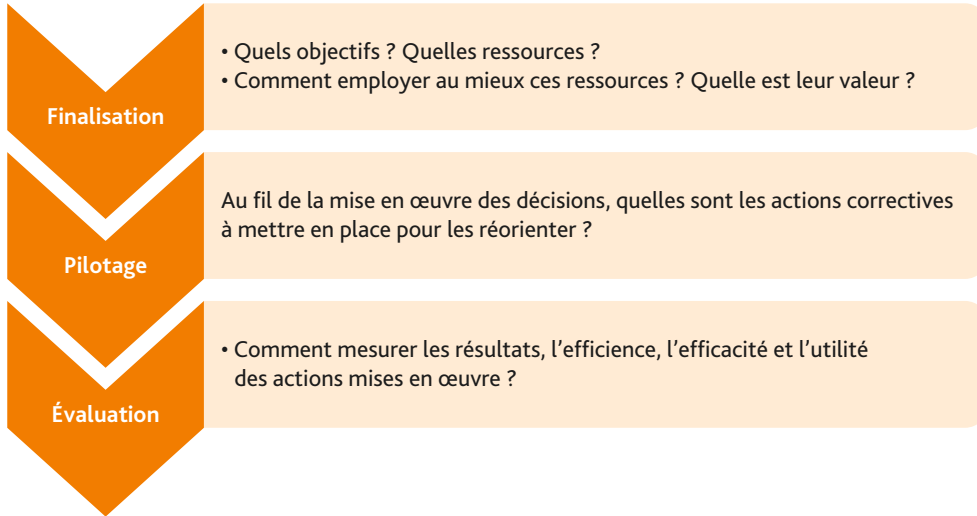 Finalisation
• Quels objectifs ? Quelles ressources ?
• Comment employer au mieux ces ressources ? Quelle est leur valeur ?
Pilotage
Au fil de la mise en œuvre des décisions, quelles sont les actions correctives
à mettre en place pour les réorienter ?
Évaluation
• Comment mesurer les résultats, l’efficience, l’efficacité et l’utilité
des actions mises en œuvre ?